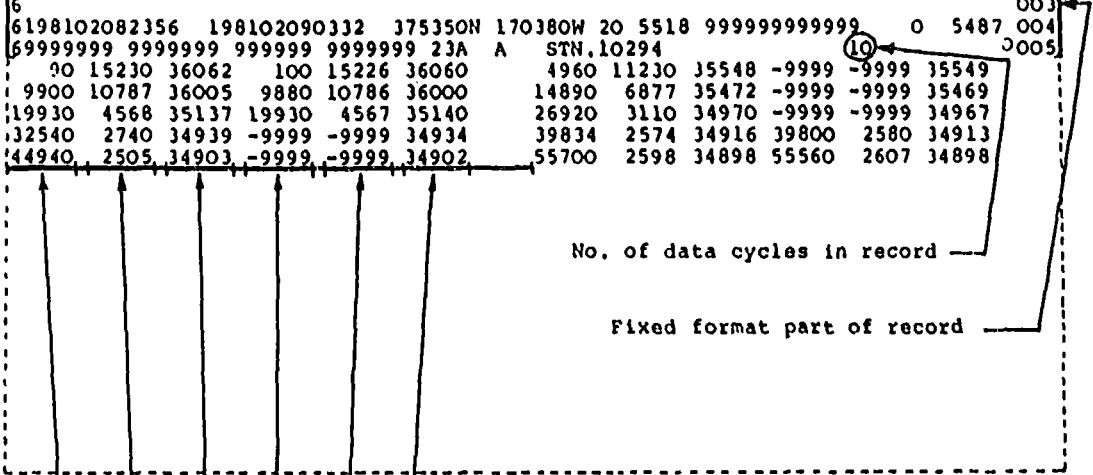 6 003
6198102082356 198102090332 375350N 170380W 20 5518 999999999999 0 5487 004
69999999 9999999 999999 9999999 23A A STN.10294 10 0005
90 15230 36062 100 15226 36060 4960 11230 35548 -9999 -9999 35549
9900 10787 36005 9880 10786 36000 14890 6877 35472 -9999 -9999 35469
19930 4568 35137 19930 4567 35140 26920 3110 34970 -9999 -9999 34967
32540 2740 34939 -9999 -9999 34934 39834 2574 34916 39800 2580 34913
44940 2505 34903 -9999 -9999 34902 55700 2598 34898 55560 2607 34898
No. of data cycles in record
Fixed format part of record